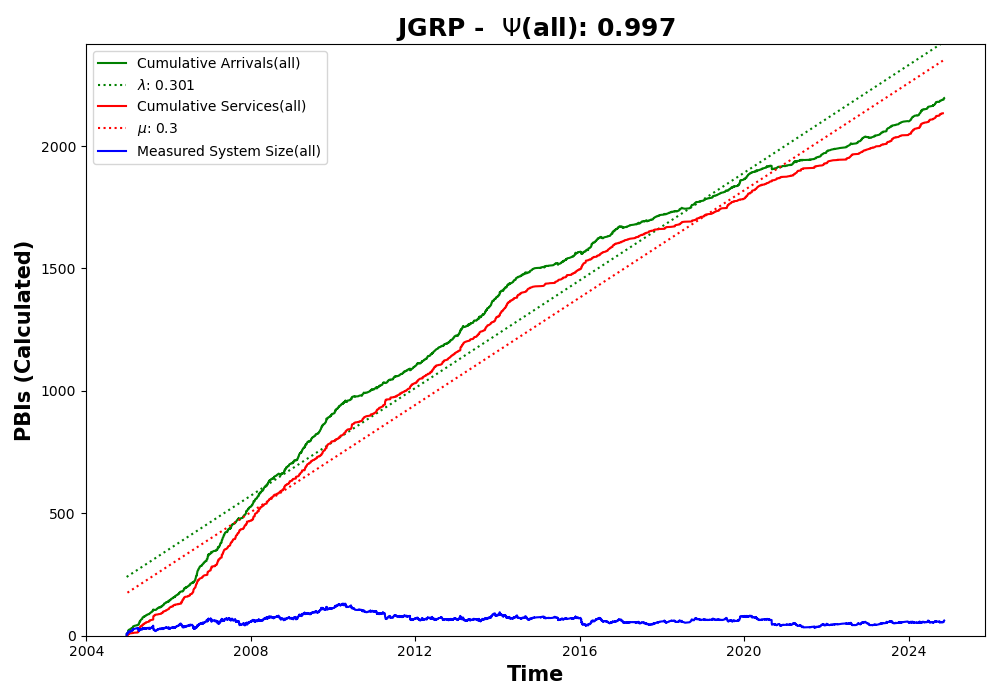 JGRP - Ψ(all): 0.997
Cumulative Arrivals(all)
λ: 0.301
Cumulative Services(all)
μ: 0.3
Measured System Size(all)
PBIs (Calculated)
2000
1500
1000
500
0
2004 2008 2012 2016 2020 2024
Time